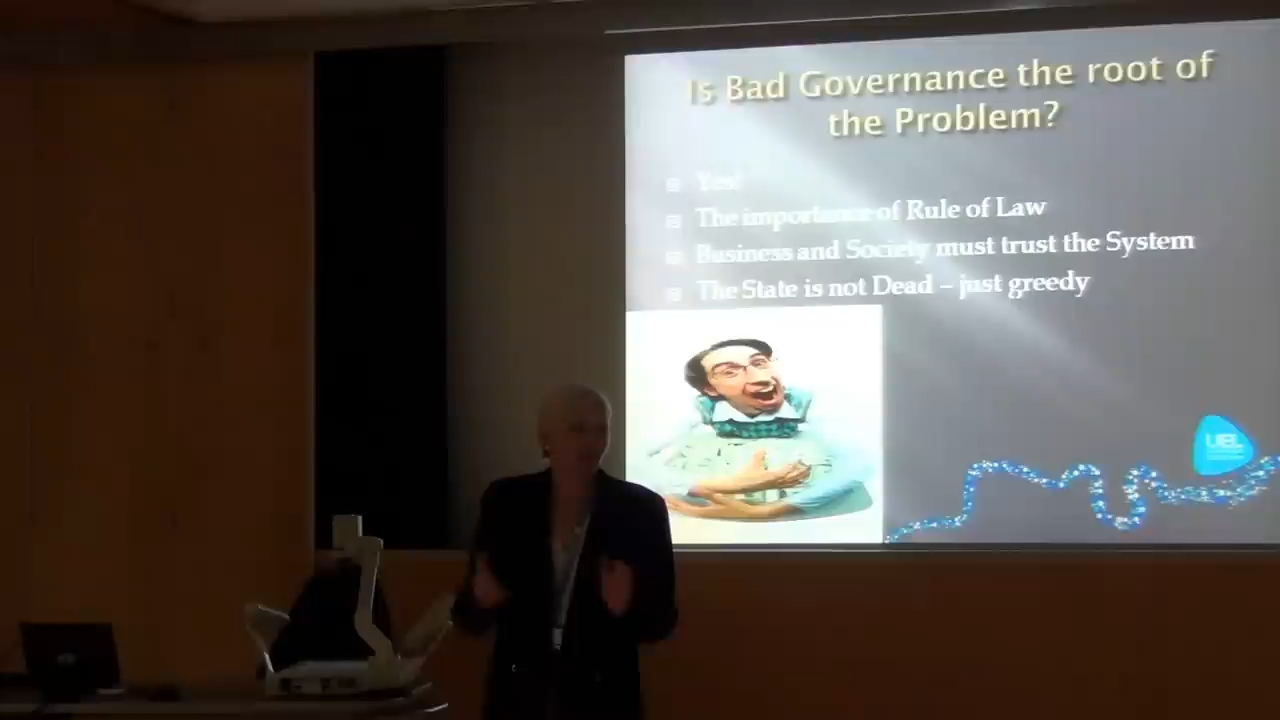 Is Bad Governance the root of
the Problem?
Yes!
The importance of Rule of Law
Business and Society must trust the System
The State is not Dead – just greedy
UEL